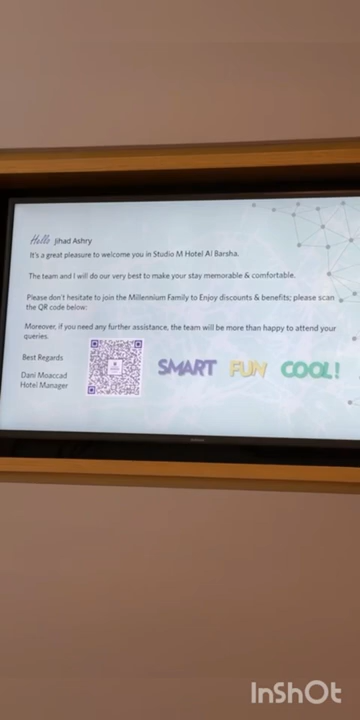 Hello Jihad Ashry
It's a great pleasure to welcome you in Studio M Hotel Al Barsha.
The team and I will do our very best to make your stay memorable & comfortable.
Please don't hesitate to join the Millennium Family to Enjoy discounts & benefits; please scan
the QR code below:
Moreover, if you need any further assistance, the team will be more than happy to attend your
queries.
Best Regards
Dani Moaccad
Hotel Manager
SMART FUN COOL!
InShOt